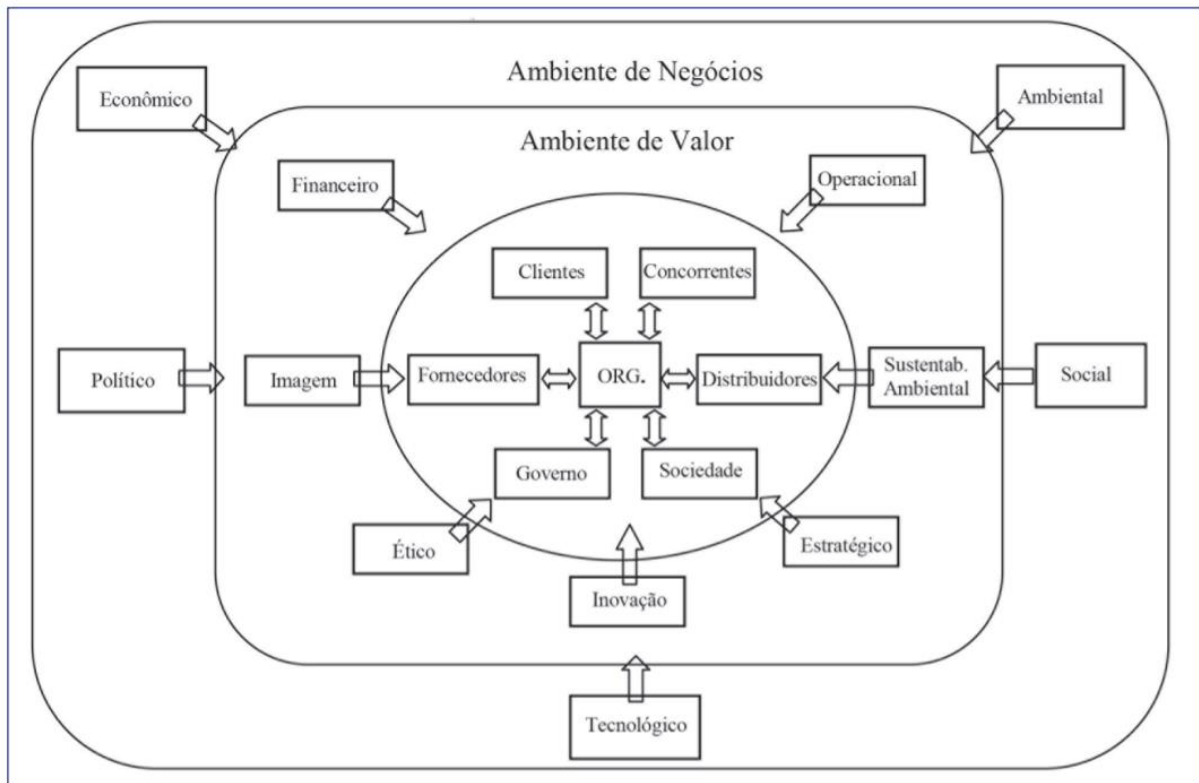 Ambiente de Negócios
Econômico
Ambiental
Ambiente de Valor
Financeiro
Operacional
Clientes
Concorrentes
Político
Imagem
Fornecedores
ORG.
Distribuidores
Sustentab.
Ambiental
Social
Governo
Sociedade
Ético
Estratégico
Inovação
Tecnológico